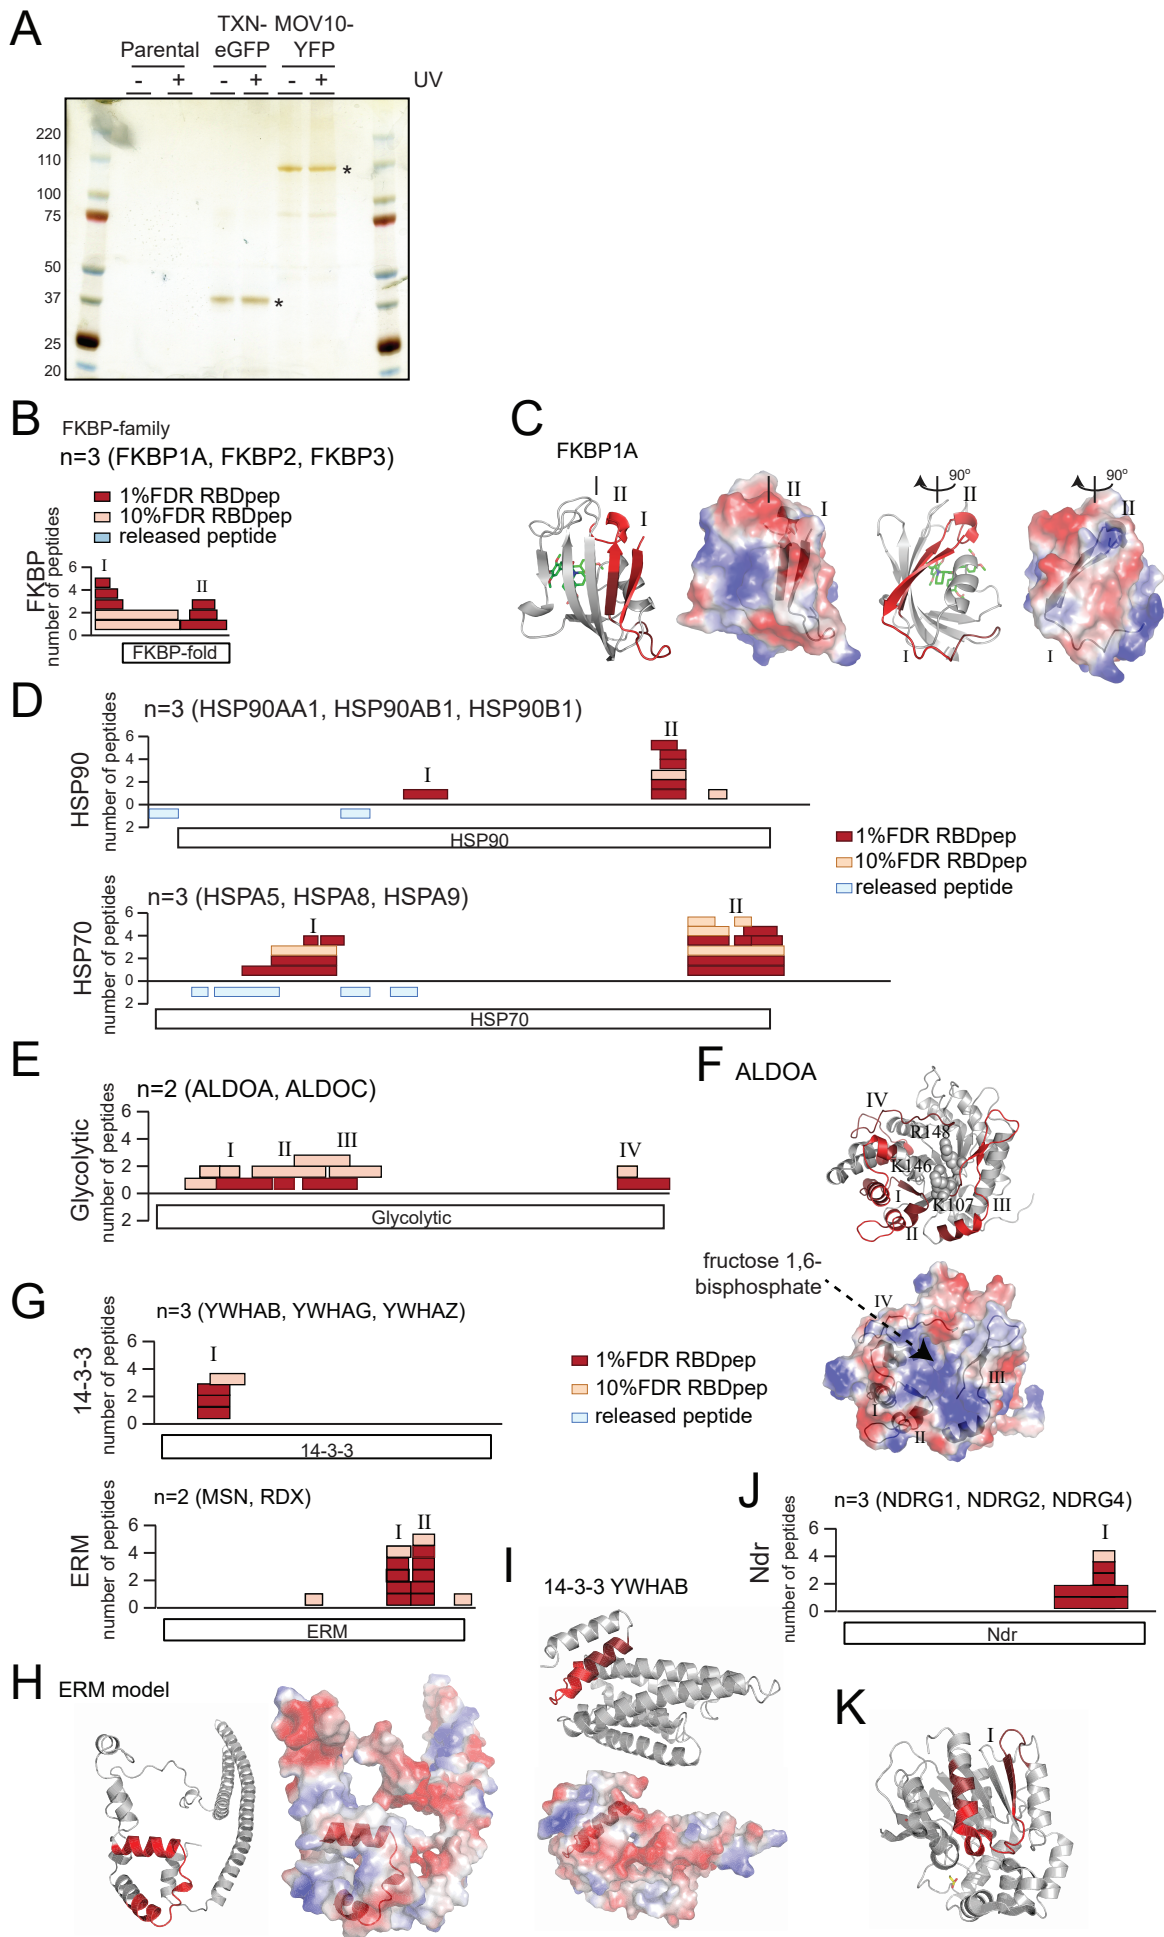 A
TXN- MOV10-
Parental eGFP YFP
- + - + - + UV
220
110
100
75
50
37
25
20
*
*
B
FKBP-family
n=3 (FKBP1A, FKBP2, FKBP3)
1%FDR RBDpep
10%FDR RBDpep
released peptide
FKBP
number of peptides
6
4
2
0
I
II
FKBP-fold
C
FKBP1A
II
I
II
I
90°
II
I
90°
II
I
D
n=3 (HSP90AA1, HSP90AB1, HSP90B1)
HSP90
number of peptides
6
4
2
0
2
I
II
HSP90
1%FDR RBDpep
10%FDR RBDpep
released peptide
n=3 (HSPA5, HSPA8, HSPA9)
HSP70
number of peptides
6
4
2
0
2
I
II
HSP70
E
n=2 (ALDOA, ALDOC)
Glycolytic
number of peptides
6
4
2
0
2
I
II
III
IV
Glycolytic
F
ALDOA
IV
R148
K146
I
K107
III
II
fructose 1,6-
bisphosphate
IV
III
I
II
G
n=3 (YWHAB, YWHAG, YWHAZ)
14-3-3
number of peptides
6
4
2
0
I
14-3-3
1%FDR RBDpep
10%FDR RBDpep
released peptide
n=2 (MSN, RDX)
ERM
number of peptides
6
4
2
0
I
II
ERM
H
ERM model
I
14-3-3 YWHAB
J
n=3 (NDRG1, NDRG2, NDRG4)
Ndr
number of peptides
6
4
2
0
I
Ndr
K
I